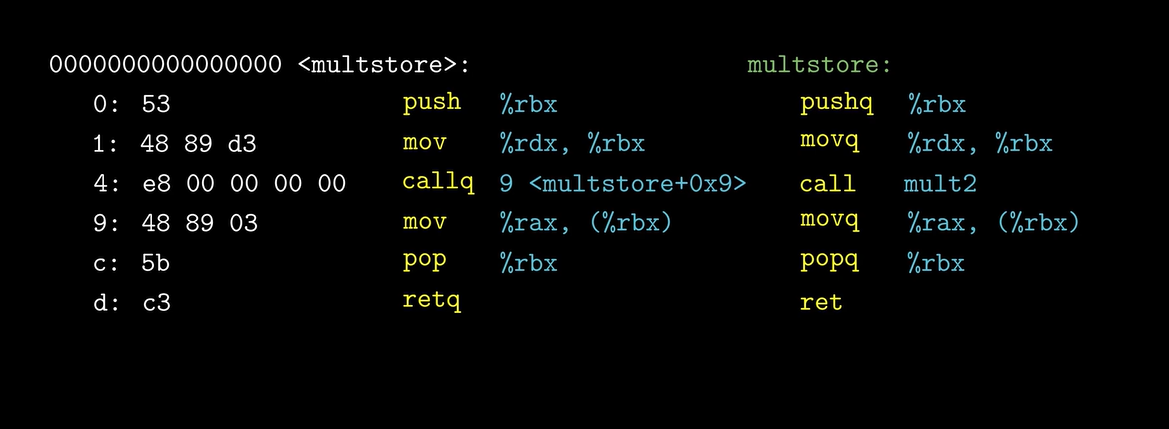 0000000000000000 <multstore>: multstore:
0: 53 push %rbx pushq %rbx
1: 48 89 d3 mov %rdx, %rbx movq %rdx, %rbx
4: e8 00 00 00 00 callq 9 <multstore+0x9> call mult2
9: 48 89 03 mov %rax, (%rbx) movq %rax, (%rbx)
c: 5b pop %rbx popq %rbx
d: c3 retq ret